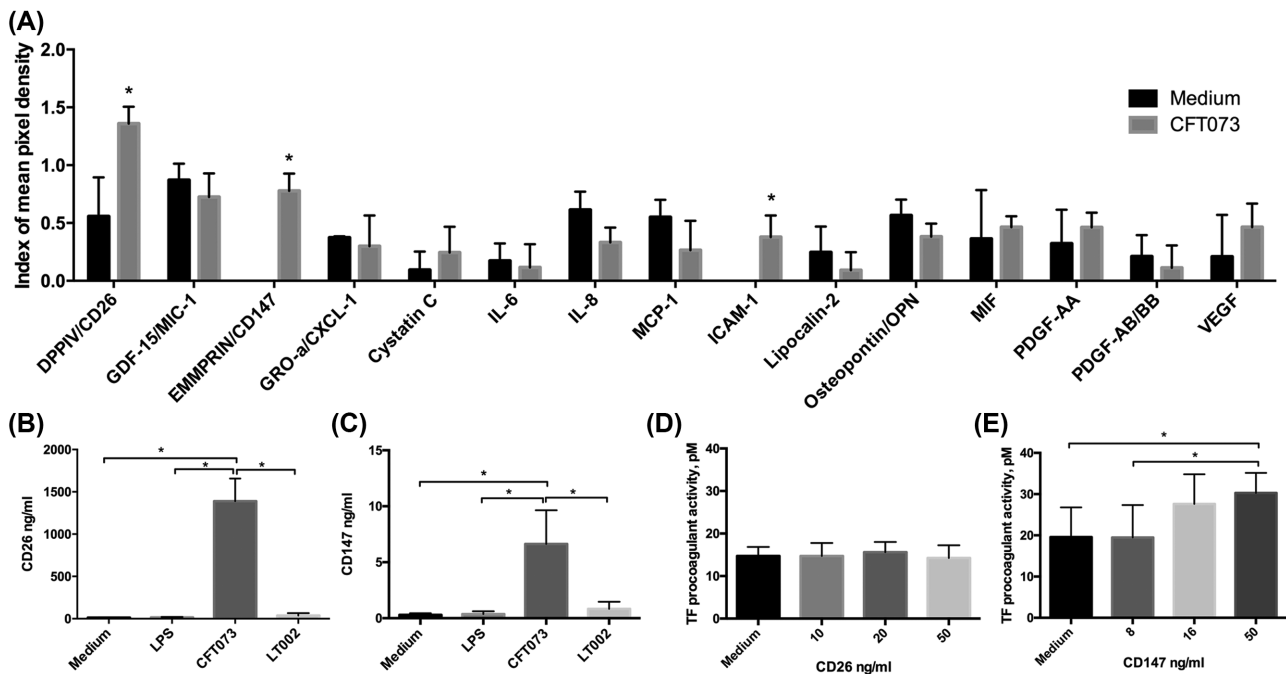 (A)
Index of mean pixel density
2.0
1.5
1.0
0.5
0.0
*
*
*
Medium
CFT073
DPPIV/CD26
GDF-15/MIC-1
EMMPRIN/CD147
GRO-a/CXCL-1
Cystatin C
IL-6
IL-8
MCP-1
ICAM-1
Lipocalin-2
Osteopontin/OPN
MIF
PDGF-AA
PDGF-AB/BB
VEGF
(B)
CD26 ng/ml
2000
1500
1000
500
0
*
*
*
Medium
LPS
CFT073
LT002
(C)
CD147 ng/ml
15
10
5
0
*
*
*
Medium
LPS
CFT073
LT002
(D)
TF procoagulant activity, pM
40
30
20
10
0
Medium
10
20
50
CD26 ng/ml
(E)
TF procoagulant activity, pM
40
30
20
10
0
*
*
Medium
8
16
50
CD147 ng/ml